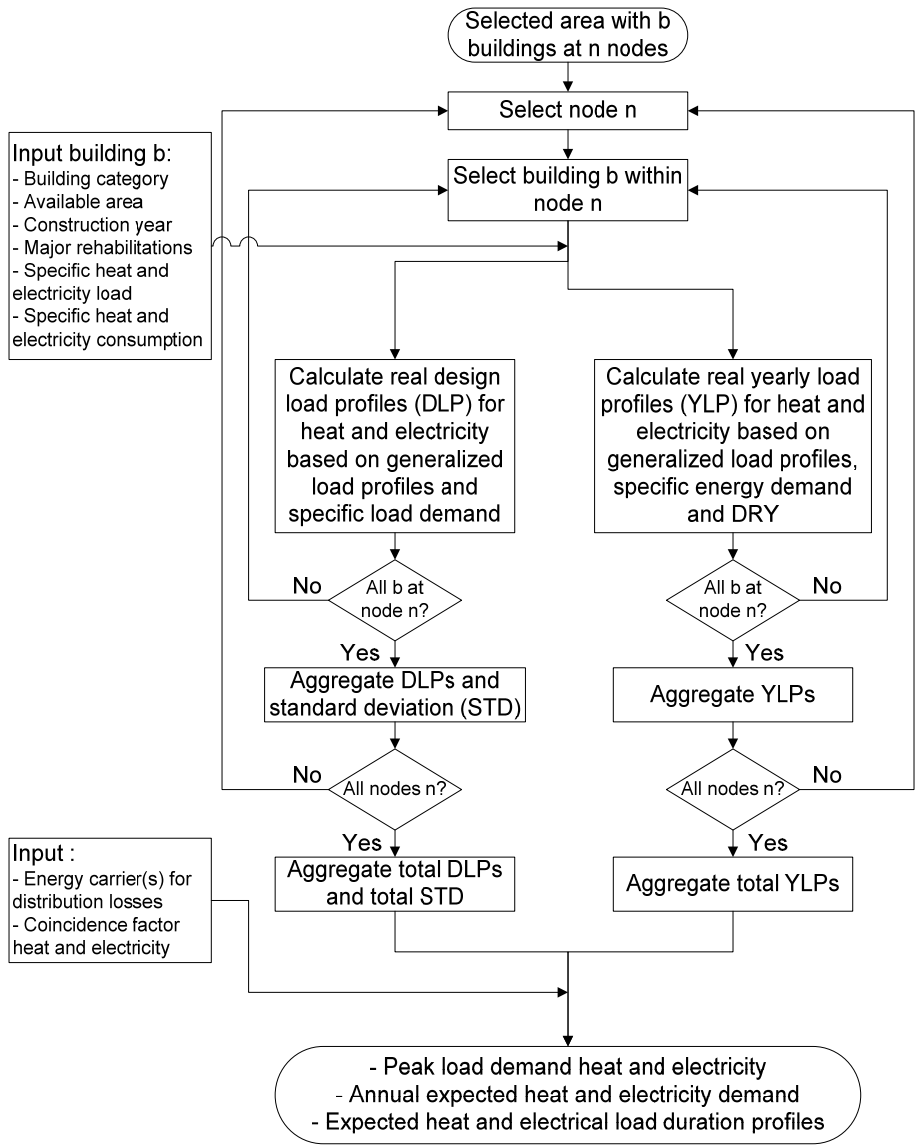 Selected area with b
buildings at n nodes
Select node n
Input building b:
- Building category
- Available area
- Construction year
- Major rehabilitations
- Specific heat and
electricity load
- Specific heat and
electricity consumption
Select building b within
node n
Calculate real design
load profiles (DLP) for
heat and electricity
based on generalized
load profiles and
specific load demand
Calculate real yearly load
profiles (YLP) for heat and
electricity based on
generalized load profiles,
specific energy demand
and DRY
No
All b at
node n?
Yes
All b at
node n?
No
Yes
Aggregate DLPs and
standard deviation (STD)
Aggregate YLPs
No
All nodes n?
Yes
All nodes n?
No
Yes
Input :
- Energy carrier(s) for
distribution losses
- Coincidence factor
heat and electricity
Aggregate total DLPs
and total STD
Aggregate total YLPs
- Peak load demand heat and electricity
- Annual expected heat and electricity demand
- Expected heat and electrical load duration profiles